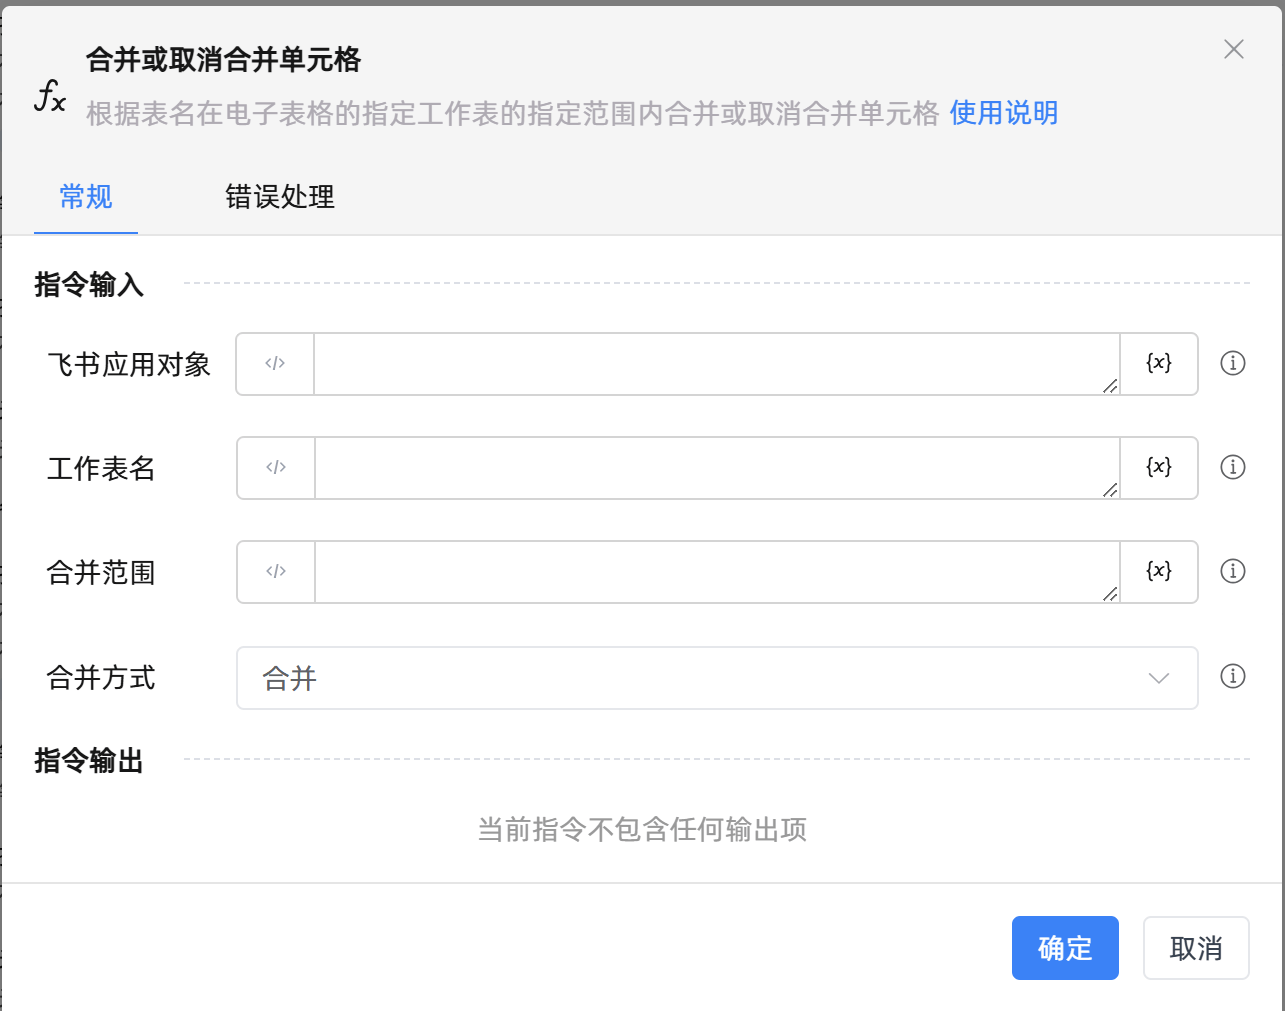 合并或取消合并单元格
根据表名在电子表格的指定工作表的指定范围内合并或取消合并单元格 使用说明
常规 错误处理
指令输入
飞书应用对象 </> {x}
工作表名 </> {x}
合并范围 </> {x}
合并方式 合并
指令输出
当前指令不包含任何输出项
确定 取消